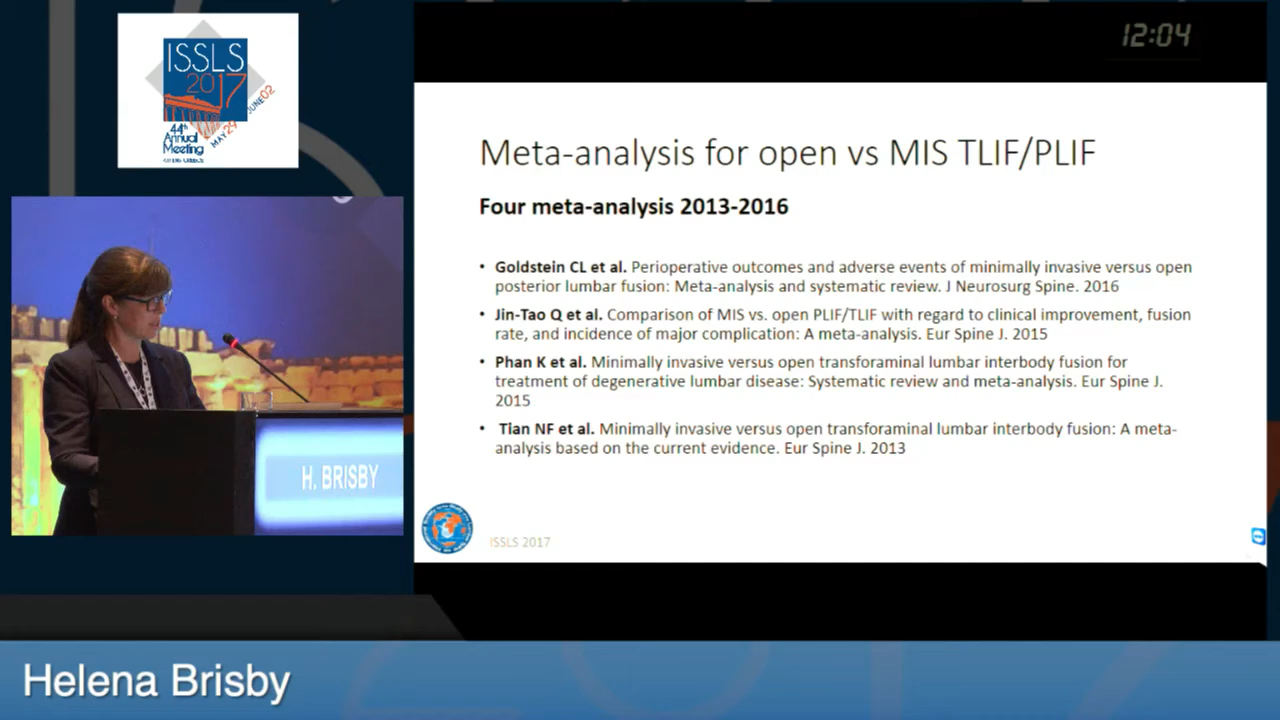 ISSLS
2017
44th
Annual
Meeting
MAY 24 JUNE 02
ATHENS GREECE
12:04
Meta-analysis for open vs MIS TLIF/PLIF
Four meta-analysis 2013-2016
• Goldstein CL et al. Perioperative outcomes and adverse events of minimally invasive versus open
posterior lumbar fusion: Meta-analysis and systematic review. J Neurosurg Spine. 2016
• Jin-Tao Q et al. Comparison of MIS vs. open PLIF/TLIF with regard to clinical improvement, fusion
rate, and incidence of major complication: A meta-analysis. Eur Spine J. 2015
• Phan K et al. Minimally invasive versus open transforaminal lumbar interbody fusion for
treatment of degenerative lumbar disease: Systematic review and meta-analysis. Eur Spine J.
2015
• Tian NF et al. Minimally invasive versus open transforaminal lumbar interbody fusion: A meta-
analysis based on the current evidence. Eur Spine J. 2013
ISSLS 2017
H. BRISBY
Helena Brisby